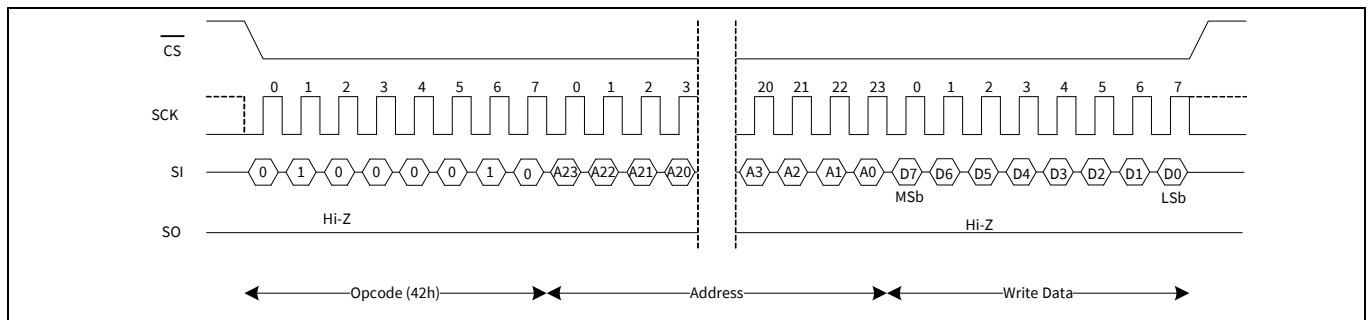 CS
0 1 2 3 4 5 6 7 0 1 2 3 20 21 22 23 0 1 2 3 4 5 6 7
SCK
SI 0 1 0 0 0 0 1 0 A23 A22 A21 A20 A3 A2 A1 A0 D7 D6 D5 D4 D3 D2 D1 D0
MSb LSb
Hi-Z Hi-Z
SO
Opcode (42h) Address Write Data